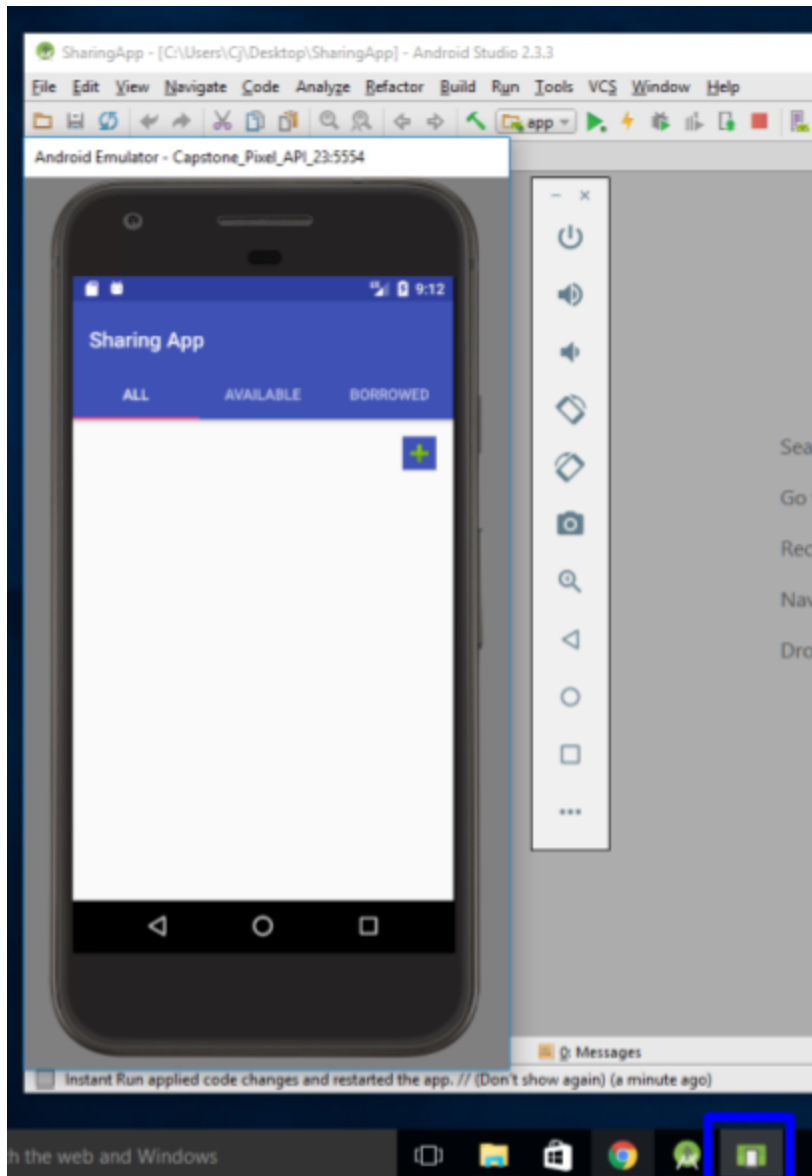 SharingApp - [C:\Users\Cj\Desktop\SharingApp] - Android Studio 2.3.3
File Edit View Navigate Code Analyze Refactor Build Run Tools VCS Window Help
app
Android Emulator - Capstone_Pixel_API_23:5554
9:12
Sharing App
ALL AVAILABLE BORROWED
Sea
Go
Rec
Nav
Dro
0: Messages
Instant Run applied code changes and restarted the app. // (Don't show again) (a minute ago)
h the web and Windows